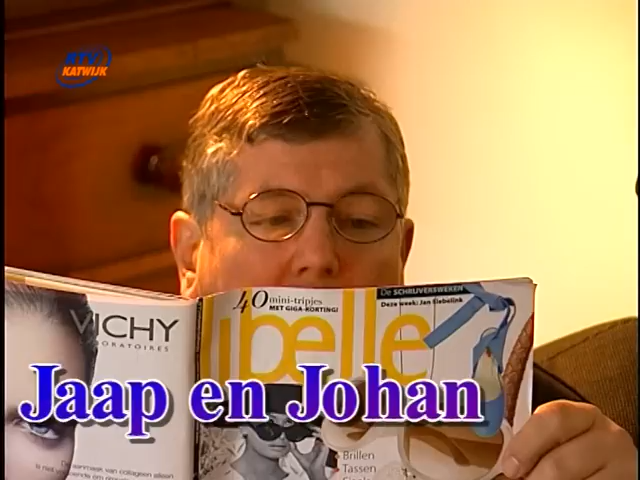 RTV
KATWIJK
40 mini-tripjes
MET GIGA-KORTING!
De SCHRIJVERSWEKEN
Deze week: Jan Siebelink
libelle
VICHY
LABORATOIRES
Jaap en Johan
Brillen
Tassen